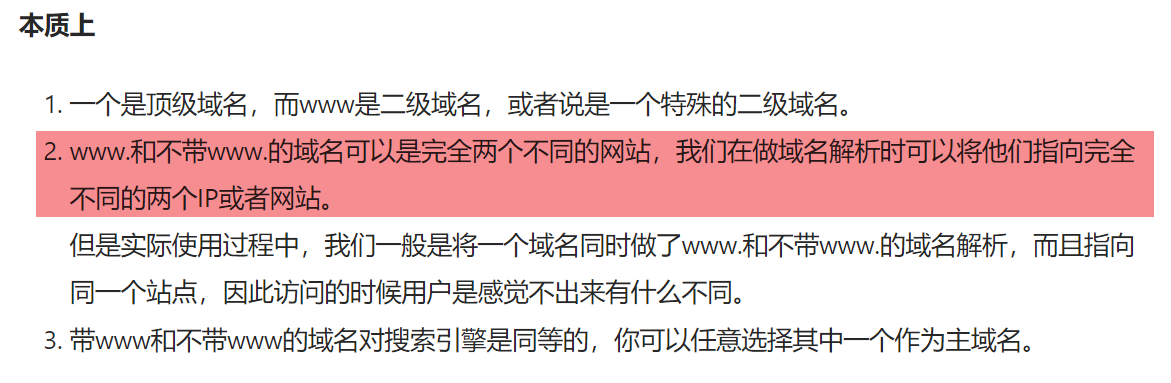 本质上
1. 一个是顶级域名，而www是二级域名，或者说是一个特殊的二级域名。
2. www.和不带www.的域名可以是完全两个不同的网站，我们在做域名解析时可以将他们指向完全
不同的两个IP或者网站。
但是实际使用过程中，我们一般是将一个域名同时做了www.和不带www.的域名解析，而且指向
同一个站点，因此访问的时候用户是感觉不出来有什么不同。
3. 带www和不带www的域名对搜索引擎是同等的，你可以任意选择其中一个作为主域名。